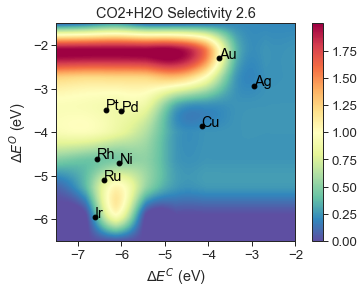 CO2+H2O Selectivity 2.6
−2
−3
−4
−5
−6
ΔE^O (eV)
Au
Ag
Pt
Pd
Cu
Rh
Ni
Ru
Ir
−7
−6
−5
−4
−3
−2
ΔE^C (eV)
1.75
1.50
1.25
1.00
0.75
0.50
0.25
0.00